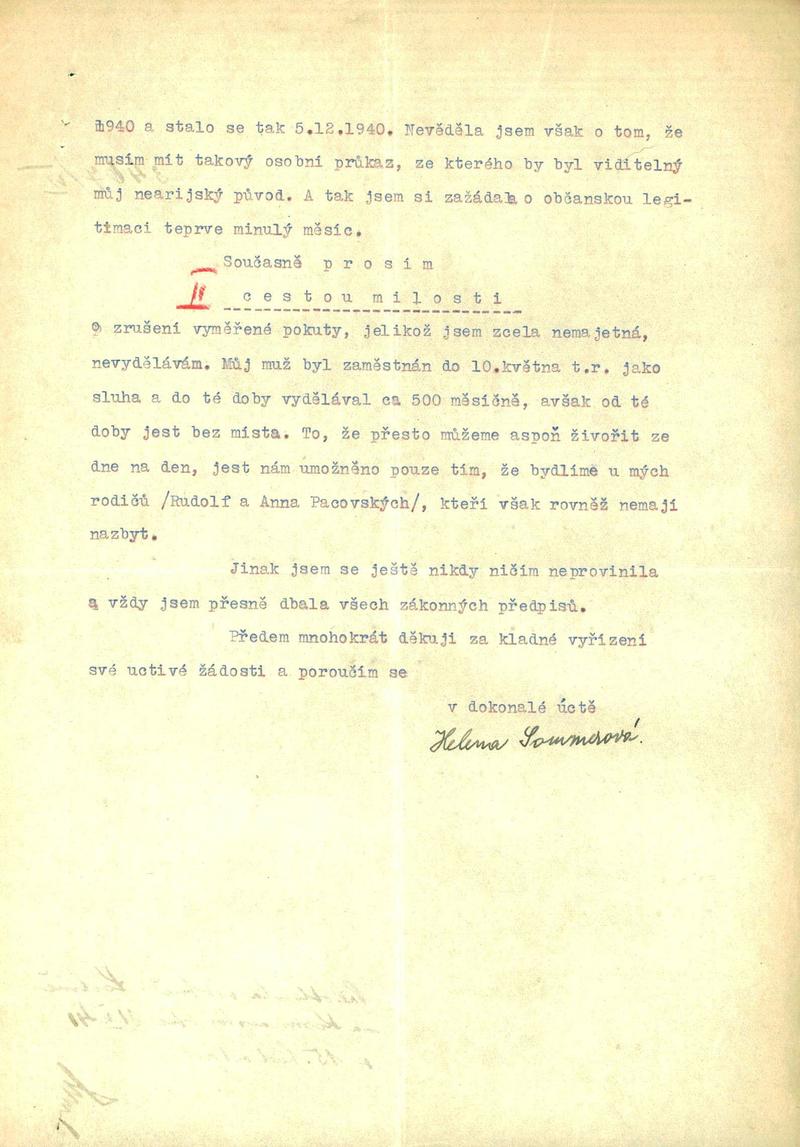 1940 a stalo se tak 5.12.1940. Nevěděla jsem však o tom, že
musím mít takový osobní průkaz, ze kterého by byl viditelný
můj nearijský původ. A tak jsem si zažádala o občanskou legi-
timaci teprve minulý měsíc.
Současně p r o s í m
II
c e s t o u m i l o s t i
o zrušení vyměřené pokuty, jelikož jsem zcela nemajetná,
nevydělávám. Můj muž byl zaměstnán do 10.května t.r. jako
sluha a do té doby vydělával ca 500 měsíčně, avšak od té
doby jest bez místa. To, že přesto můžeme aspoň živořit ze
dne na den, jest nám umožněno pouze tím, že bydlíme u mých
rodičů /Rudolf a Anna Pacovských/, kteří však rovněž nemají
nazbyt.
Jinak jsem se ještě nikdy ničím neprovinila
a vždy jsem přesně dbala všech zákonných předpisů.
Předem mnohokrát děkuji za kladné vyřízení
své uctivé žádosti a poroučím se
v dokonalé úctě
Helena Sommerová.